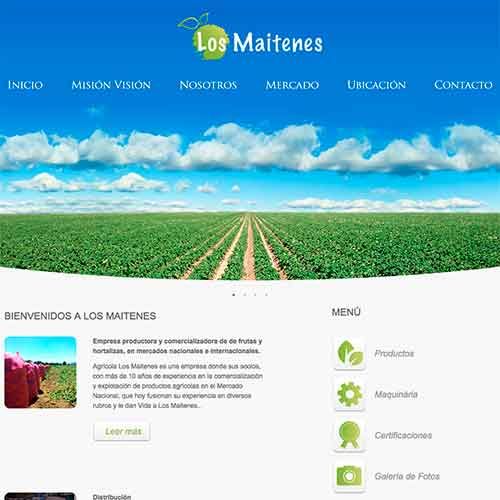 Los Maitenes
INICIO MISIÓN VISIÓN NOSOTROS MERCADO UBICACIÓN CONTACTO
BIENVENIDOS A LOS MAITENES
Empresa productora y comercializadora de de frutas y
hortalizas, en mercados nacionales e internacionales.
Agrícola Los Maitenes es una empresa donde sus socios,
con más de 10 años de experiencia en la comercialización
y explotación de productos agrícolas en el Mercado
Nacional, que hoy fusionan su experiencia en diversos
rubros y le dan Vida a Los Maitenes...
Leer más
Distribución
MENÚ
Productos
Maquinária
Certificaciones
Galería de Fotos